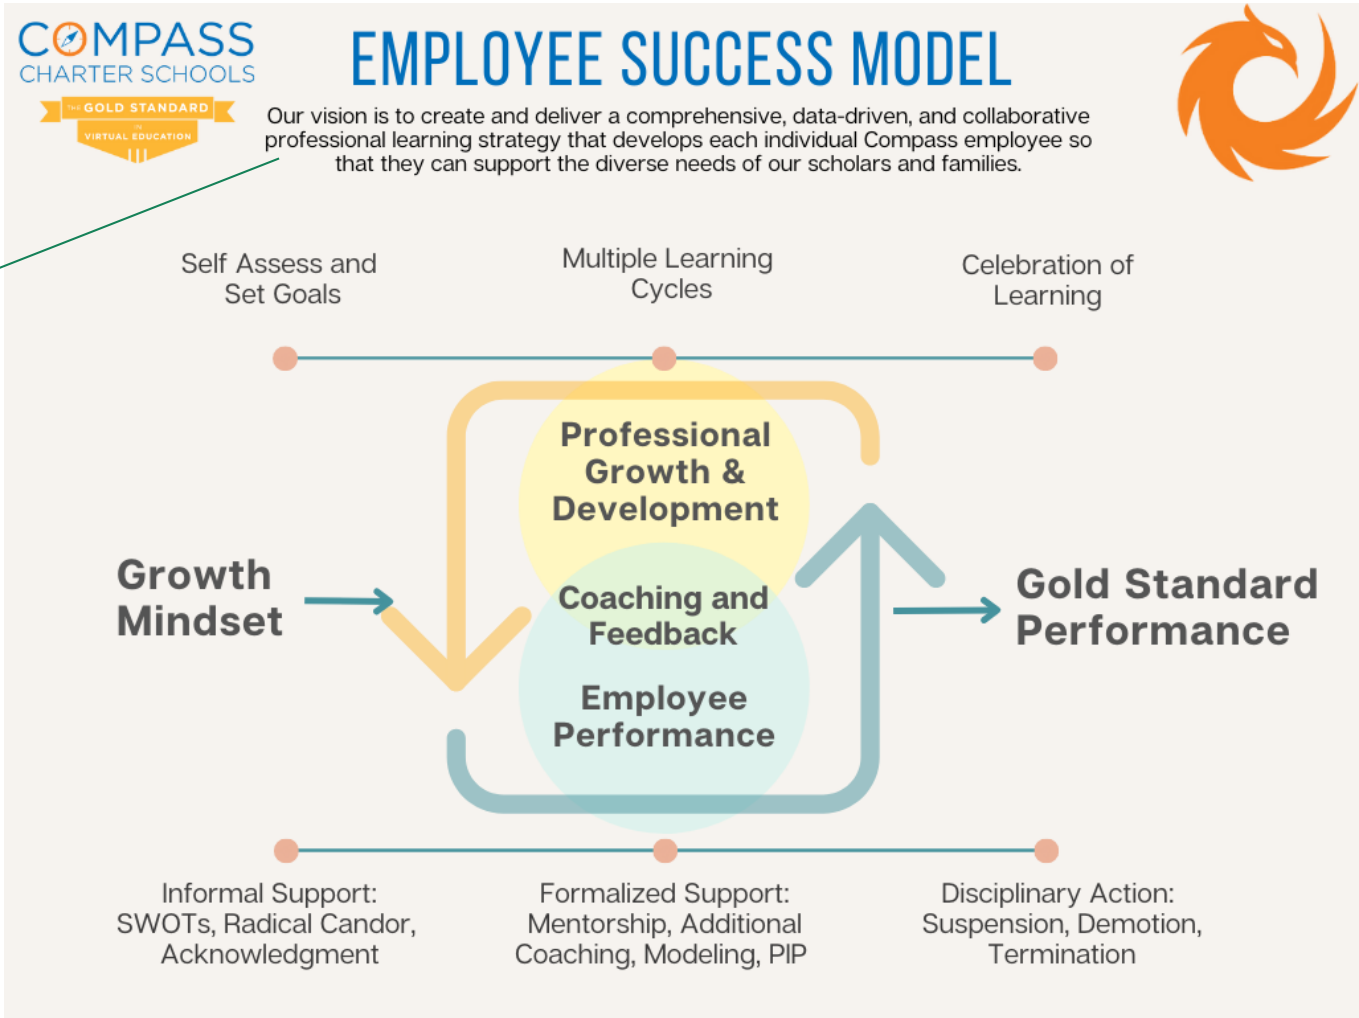 COMPASS
CHARTER SCHOOLS
THE GOLD STANDARD
IN
VIRTUAL EDUCATION
EMPLOYEE SUCCESS MODEL
Our vision is to create and deliver a comprehensive, data-driven, and collaborative
professional learning strategy that develops each individual Compass employee so
that they can support the diverse needs of our scholars and families.
Self Assess and
Set Goals
Multiple Learning
Cycles
Celebration of
Learning
Professional
Growth &
Development
Growth
Mindset
Coaching and
Feedback
Employee
Performance
Gold Standard
Performance
Informal Support:
SWOTs, Radical Candor,
Acknowledgment
Formalized Support:
Mentorship, Additional
Coaching, Modeling, PIP
Disciplinary Action:
Suspension, Demotion,
Termination